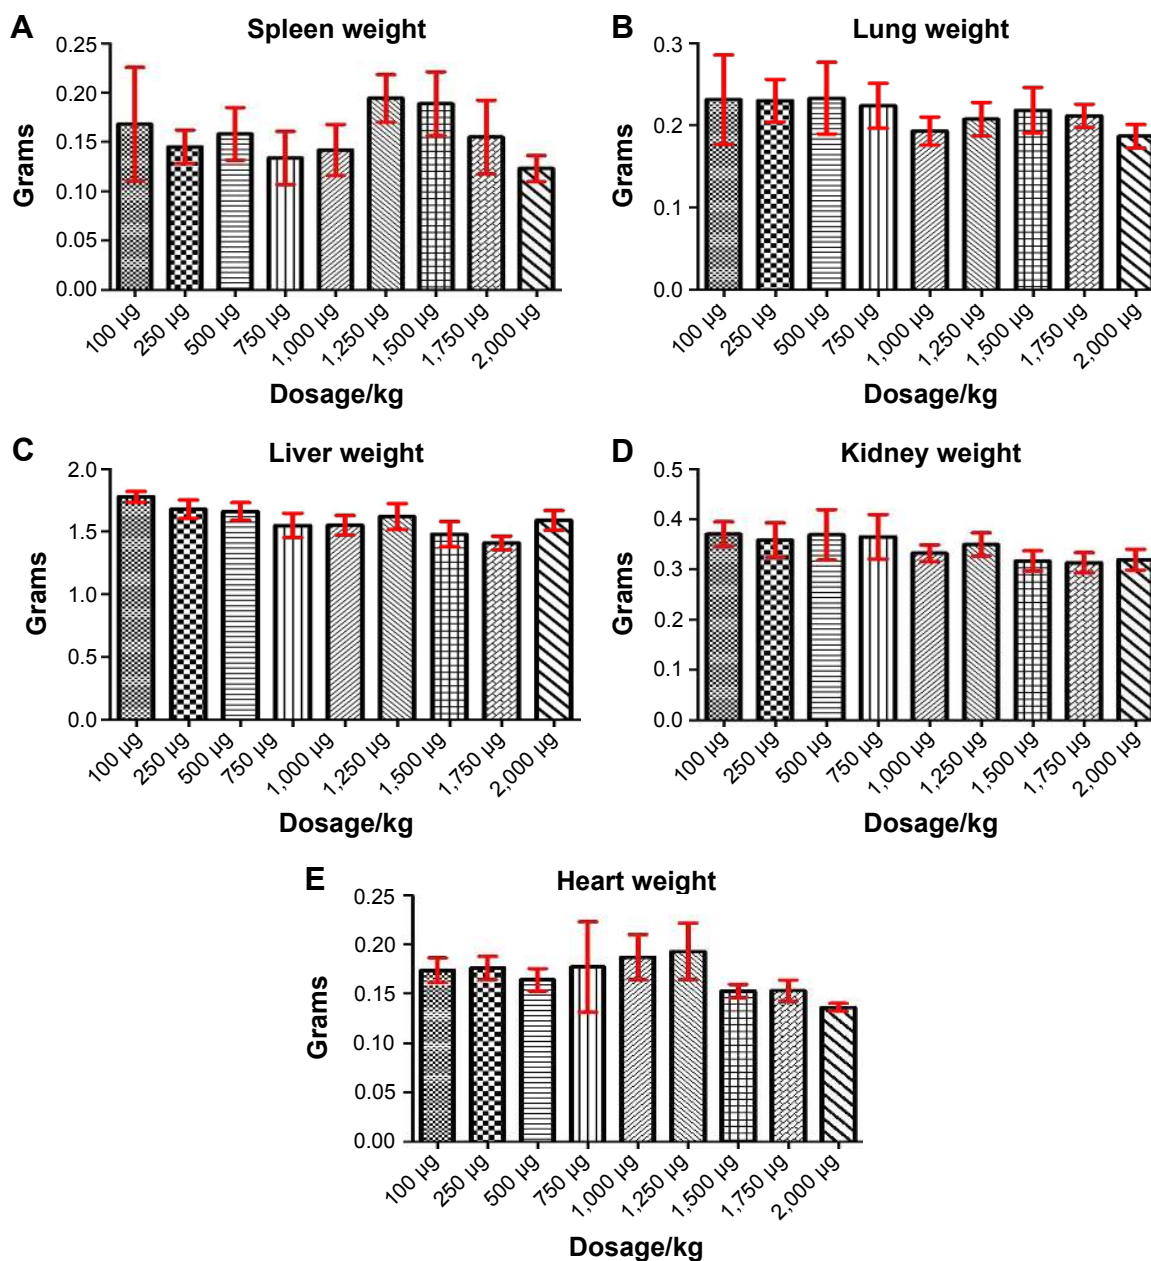 A
Spleen weight
0.25
0.20
0.15
0.10
0.05
0.00
Grams
100 µg
250 µg
500 µg
750 µg
1,000 µg
1,250 µg
1,500 µg
1,750 µg
2,000 µg
Dosage/kg
B
Lung weight
0.3
0.2
0.1
0.0
Grams
100 µg
250 µg
500 µg
750 µg
1,000 µg
1,250 µg
1,500 µg
1,750 µg
2,000 µg
Dosage/kg
C
Liver weight
2.0
1.5
1.0
0.5
0.0
Grams
100 µg
250 µg
500 µg
750 µg
1,000 µg
1,250 µg
1,500 µg
1,750 µg
2,000 µg
Dosage/kg
D
Kidney weight
0.5
0.4
0.3
0.2
0.1
0.0
Grams
100 µg
250 µg
500 µg
750 µg
1,000 µg
1,250 µg
1,500 µg
1,750 µg
2,000 µg
Dosage/kg
E
Heart weight
0.25
0.20
0.15
0.10
0.05
0.00
Grams
100 µg
250 µg
500 µg
750 µg
1,000 µg
1,250 µg
1,500 µg
1,750 µg
2,000 µg
Dosage/kg